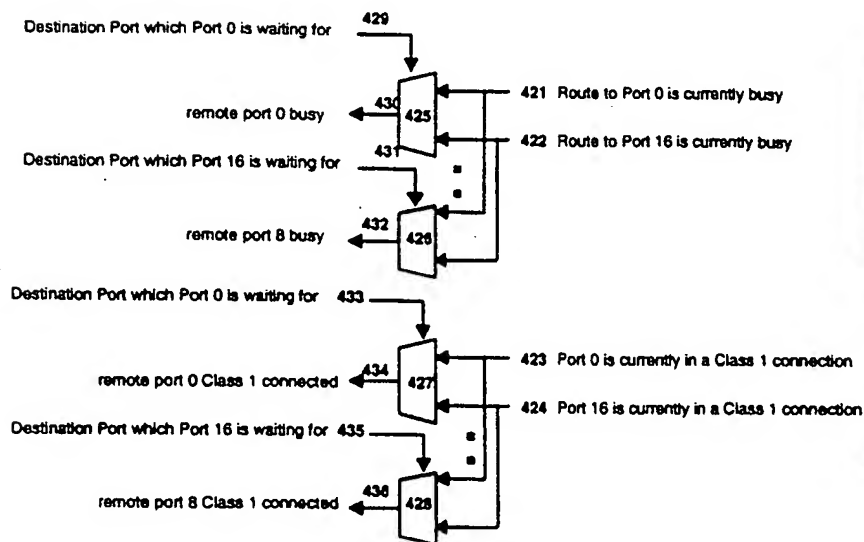 429
Destination Port which Port 0 is waiting for
430
425
421 Route to Port 0 is currently busy
remote port 0 busy
422 Route to Port 16 is currently busy
431
Destination Port which Port 16 is waiting for
432
426
remote port 8 busy
Destination Port which Port 0 is waiting for 433
423 Port 0 is currently in a Class 1 connection
434
427
remote port 0 Class 1 connected
424 Port 16 is currently in a Class 1 connection
Destination Port which Port 16 is waiting for 435
436
428
remote port 8 Class 1 connected